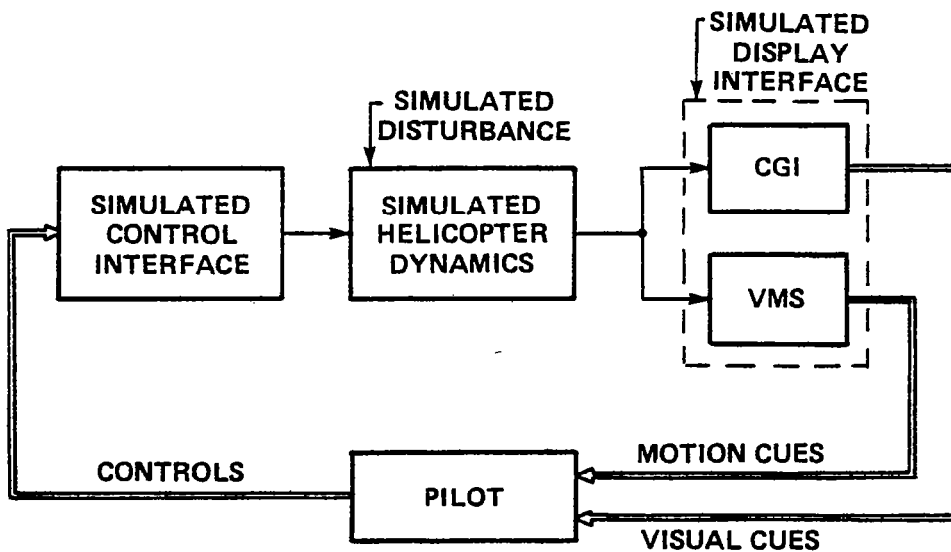 SIMULATED
DISPLAY
INTERFACE
SIMULATED
DISTURBANCE
SIMULATED
CONTROL
INTERFACE
SIMULATED
HELICOPTER
DYNAMICS
CGI
VMS
CONTROLS
PILOT
MOTION CUES
VISUAL CUES